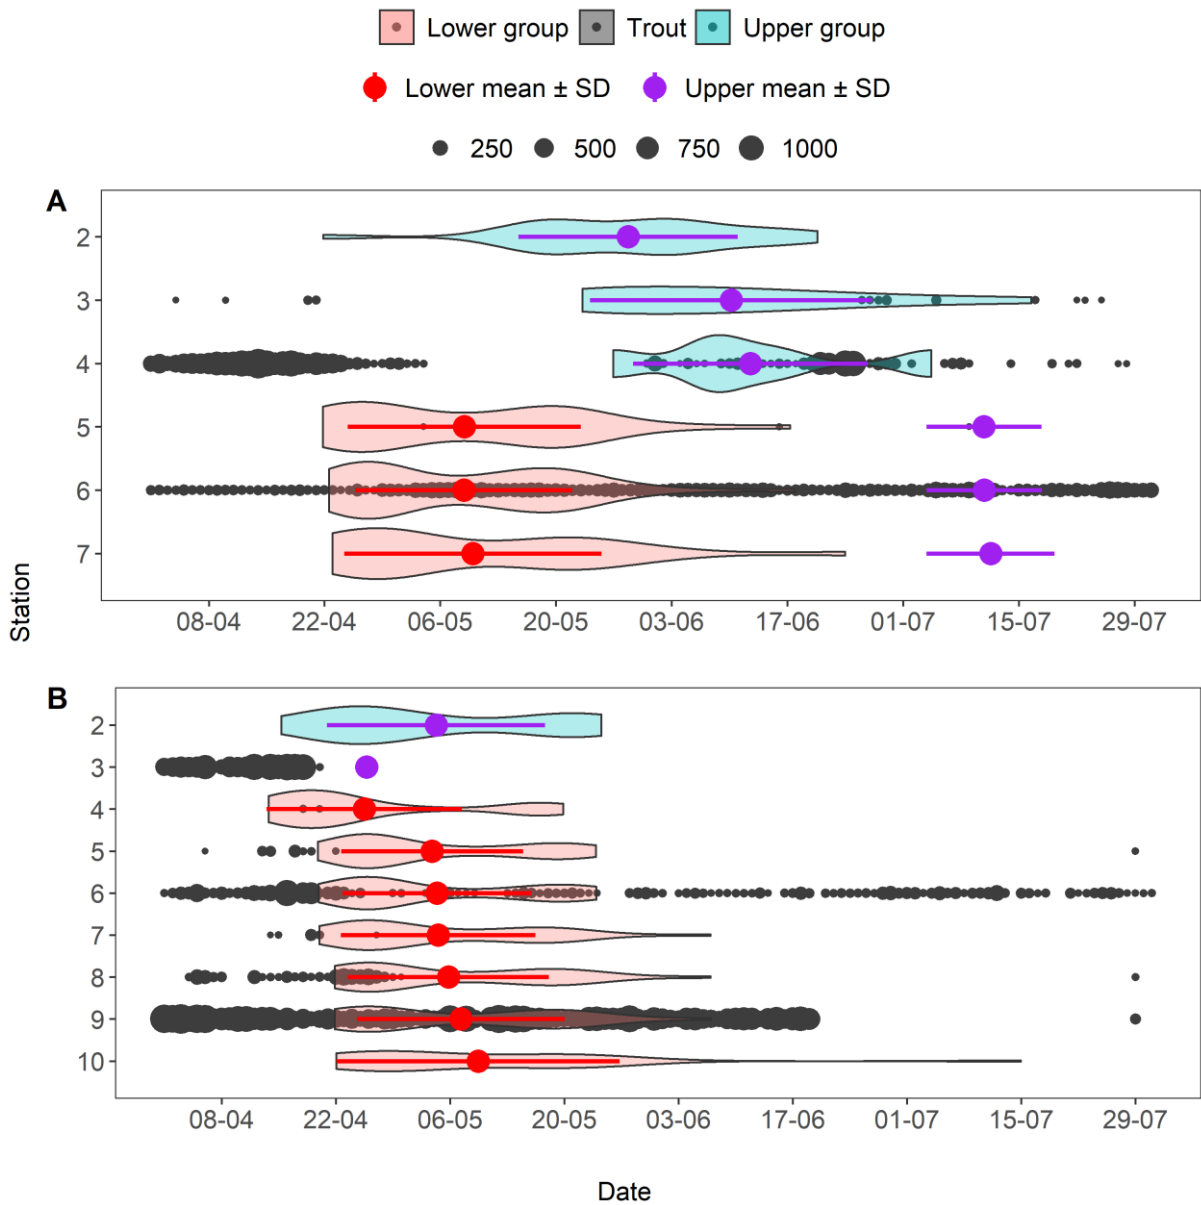 Lower group Trout Upper group
Lower mean ± SD Upper mean ± SD
250 500 750 1000
A
2
3
4
5
6
7
08-04 22-04 06-05 20-05 03-06 17-06 01-07 15-07 29-07
Station
B
2
3
4
5
6
7
8
9
10
08-04 22-04 06-05 20-05 03-06 17-06 01-07 15-07 29-07
Date